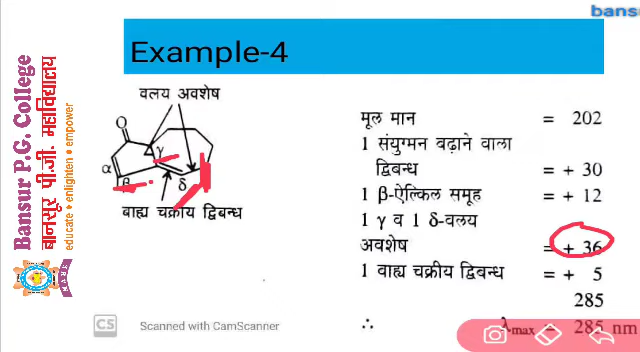 bans
Example-4
Bansur P.G. College
बानसूर पी.जी. महाविद्यालय
educate • enlighten • empower
वलय अवशेष
O
γ
α
β
δ
बाह्य चक्रीय द्विबन्ध
मूल मान = 202
1 संयुग्मन बढ़ाने वाला
द्विबन्ध = + 30
1 β-ऐल्किल समूह = + 12
1 γ व 1 δ-वलय
अवशेष = + 36
1 वाह्य चक्रीय द्विबन्ध = + 5
285
∴ λmax = 285 nm
CS Scanned with CamScanner